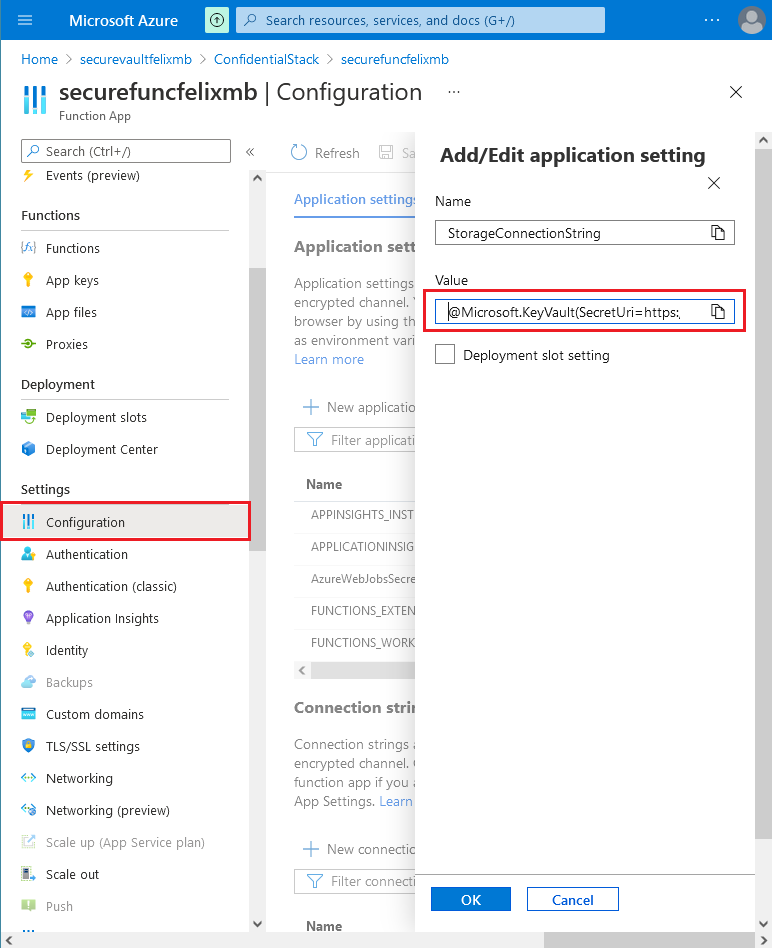 Microsoft Azure
Search resources, services, and docs (G+/)
Home > securevaultfelixmb > ConfidentialStack > securefuncfelixmb
securefuncfelixmb | Configuration
Function App
Search (Ctrl+/)
Events (preview)
Functions
Functions
App keys
App files
Proxies
Deployment
Deployment slots
Deployment Center
Settings
Configuration
Authentication
Authentication (classic)
Application Insights
Identity
Backups
Custom domains
TLS/SSL settings
Networking
Networking (preview)
Scale up (App Service plan)
Scale out
Push
Refresh
Sa
Application settings
Application sett
Application settings
encrypted channel. Y
browser by using th
as environment vari
Learn more
New applicatio
Filter applicati
Name
APPINSIGHTS_INST
APPLICATIONINSIG
AzureWebJobsSecre
FUNCTIONS_EXTEN
FUNCTIONS_WORK
Connection strin
Connection strings a
encrypted channel. C
function app if you a
App Settings. Learn
New connectio
Filter connecti
Name
Add/Edit application setting
Name
StorageConnectionString
Value
@Microsoft.KeyVault(SecretUri=https:/
Deployment slot setting
OK
Cancel